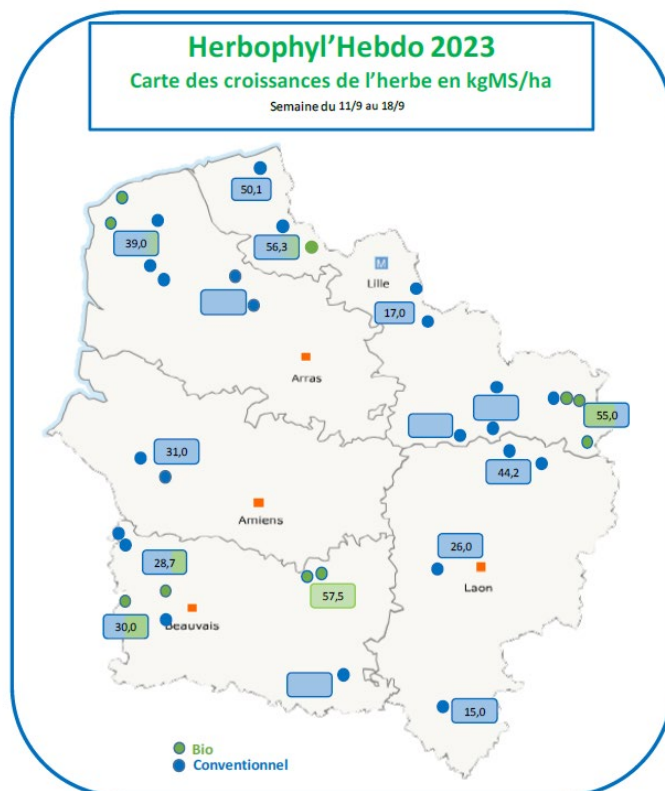 Herbophyl'Hebdo 2023
Carte des croissances de l'herbe en kgMS/ha
Semaine du 11/9 au 18/9
50,1
39,0
56,3
M
Lille
17,0
Arras
55,0
31,0
44,2
Amiens
26,0
28,7
Laon
57,5
30,0
Beauvais
15,0
Bio
Conventionnel